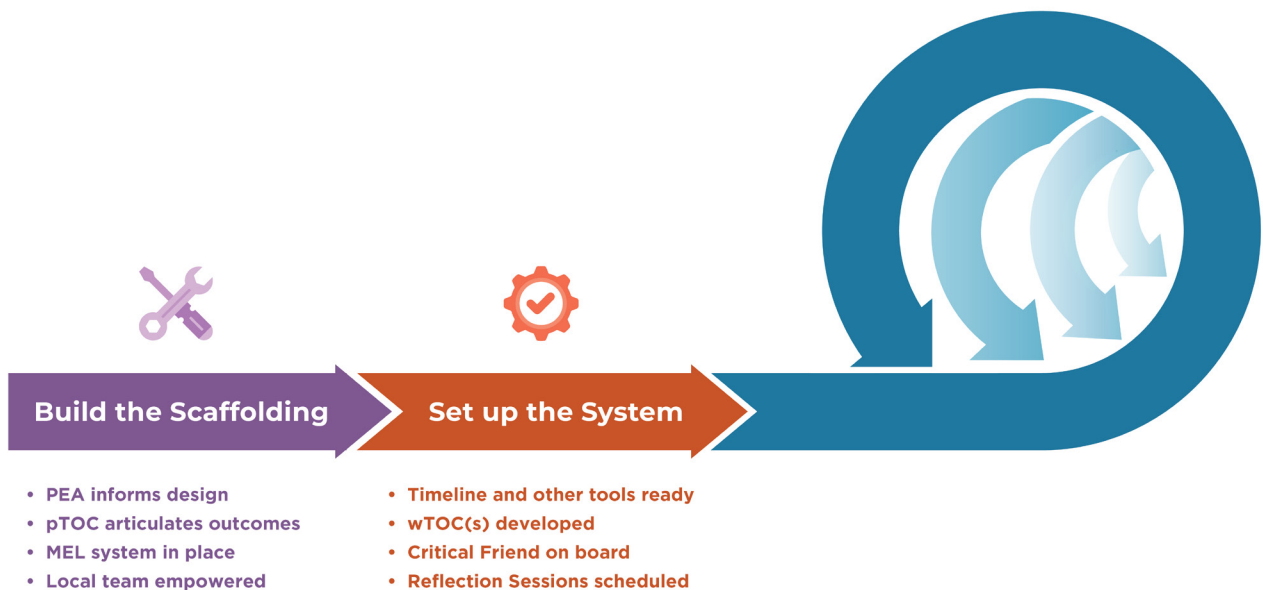 Build the Scaffolding
• PEA informs design
• pTOC articulates outcomes
• MEL system in place
• Local team empowered
Set up the System
• Timeline and other tools ready
• wTOC(s) developed
• Critical Friend on board
• Reflection Sessions scheduled